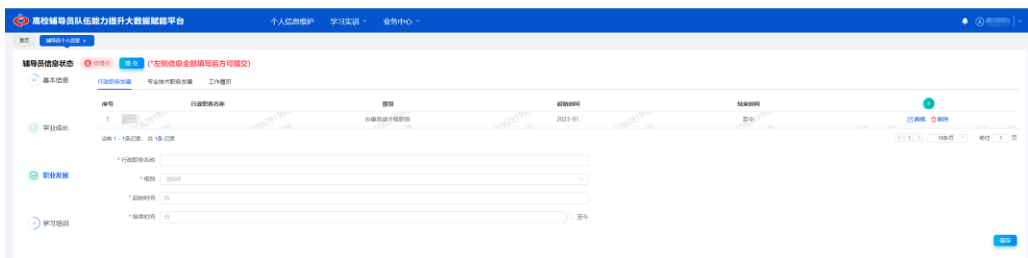 高校辅导员队伍能力提升大数据赋能平台 个人信息维护 学习实训 业务中心
首页 辅导员个人信息 ×
辅导员信息状态 待提交 提交 (*左侧信息全部填写后方可提交)
基本信息 行政职务发展 专业技术职务发展 工作履历
序号 行政职务名称 级别 起始时间 结束时间
1 办事员或十级职员 2023-01 至今 编辑 删除
学业成长
当前 1 - 1条记录, 共 1条 记录 1 10条/页 前往 1 页
* 行政职务名称
职业发展
* 级别 请选择
* 起始时间
* 结束时间 至今
学习培训
保存